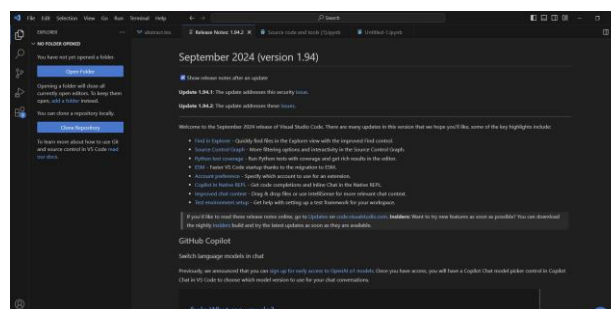 File Edit Selection View Go Run Terminal Help
Search
EXPLORER
abstract.tex
Release Notes: 1.94.2
Untitled-1.ipynb
NO FOLDER OPENED
You have not yet opened a folder.
Open Folder
Opening a folder will close all
currently open editors. To keep them
open, add a folder instead.
You can clone a repository locally.
Clone Repository
To learn more about how to use Git
and source control in VS Code read
our docs.
September 2024 (version 1.94)
Show release notes after an update
Update 1.94.1: The update addresses this security issue.
Update 1.94.2: The update addresses these issues.
Welcome to the September 2024 release of Visual Studio Code. There are many updates in this version that we hope you'll like, some of the key highlights include:
• Find in Explorer - Quickly find files in the Explorer view with the improved Find control.
• Source Control Graph - More filtering options and interactivity in the Source Control Graph.
• Python test coverage - Run Python tests with coverage and get rich results in the editor.
• ESM - Faster VS Code startup thanks to the migration to ESM.
• Account preference - Specify which account to use for an extension.
• Copilot in Native REPL - Get code completions and Inline Chat in the Native REPL.
• Improved chat context - Drag & drop files or use IntelliSense for more relevant chat context.
• Test environment setup - Get help with setting up a test framework for your workspace.
If you'd like to read these release notes online, go to Updates on code.visualstudio.com. Insiders: Want to try new features as soon as possible? You can download
the nightly Insiders build and try the latest updates as soon as they are available.
GitHub Copilot
Switch language models in chat
Previously, we announced that you can sign up for early access to OpenAI o1 models. Once you have access, you will have a Copilot Chat model picker control in Copilot
Chat in VS Code to choose which model version to use for your chat conversations.